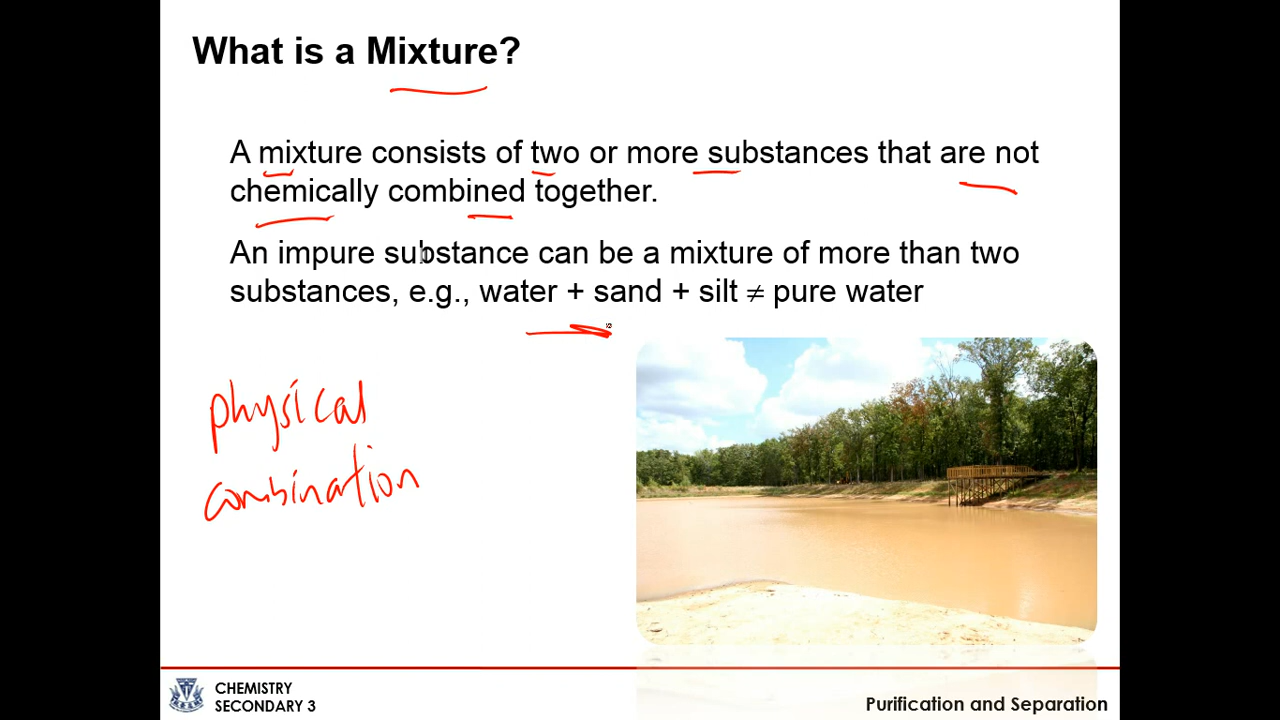 What is a Mixture?
A mixture consists of two or more substances that are not
chemically combined together.
An impure substance can be a mixture of more than two
substances, e.g., water + sand + silt ≠ pure water
physical
combination
CHEMISTRY
SECONDARY 3
Purification and Separation